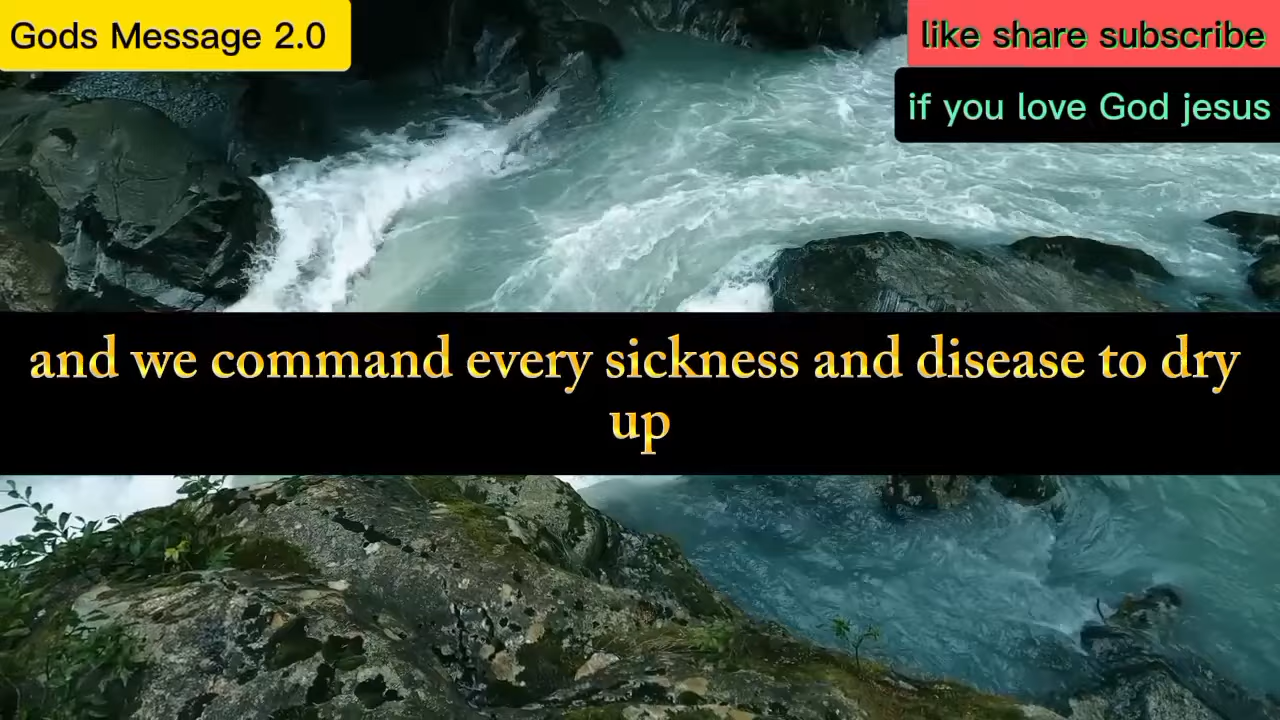 Gods Message 2.0
like share subscribe
if you love God jesus
and we command every sickness and disease to dry
up